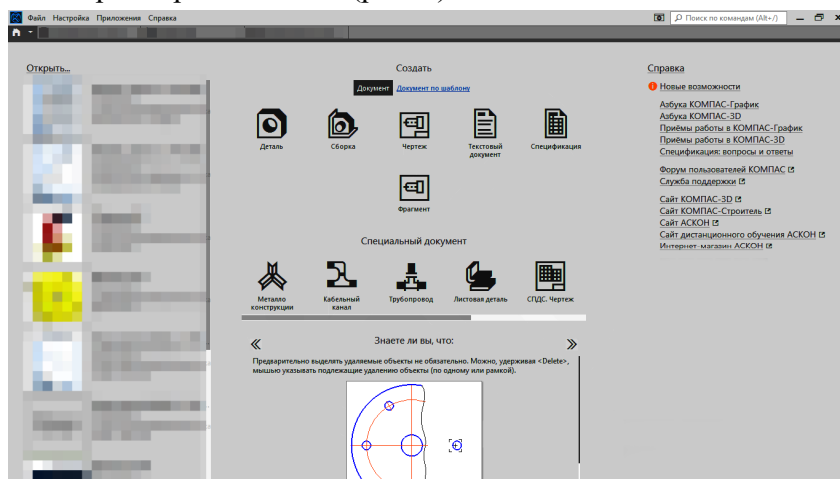 Файл Настройка Приложения Справка
Поиск по командам (Alt+/)
Открыть...
Создать
Документ Документ по шаблону
Деталь
Сборка
Чертеж
Текстовый
документ
Спецификация
Фрагмент
Специальный документ
Металло
конструкции
Кабельный
канал
Трубопровод
Листовая деталь
СПДС. Чертеж
Знаете ли вы, что:
Предварительно выделять удаляемые объекты не обязательно. Можно, удерживая <Delete>,
мышью указывать подлежащие удалению объекты (по одному или рамкой).
Справка
Новые возможности
Азбука КОМПАС-График
Азбука КОМПАС-3D
Приёмы работы в КОМПАС-График
Приёмы работы в КОМПАС-3D
Спецификация: вопросы и ответы
Форум пользователей КОМПАС
Служба поддержки
Сайт КОМПАС-3D
Сайт КОМПАС-Строитель
Сайт АСКОН
Сайт дистанционного обучения АСКОН
Интернет-магазин АСКОН